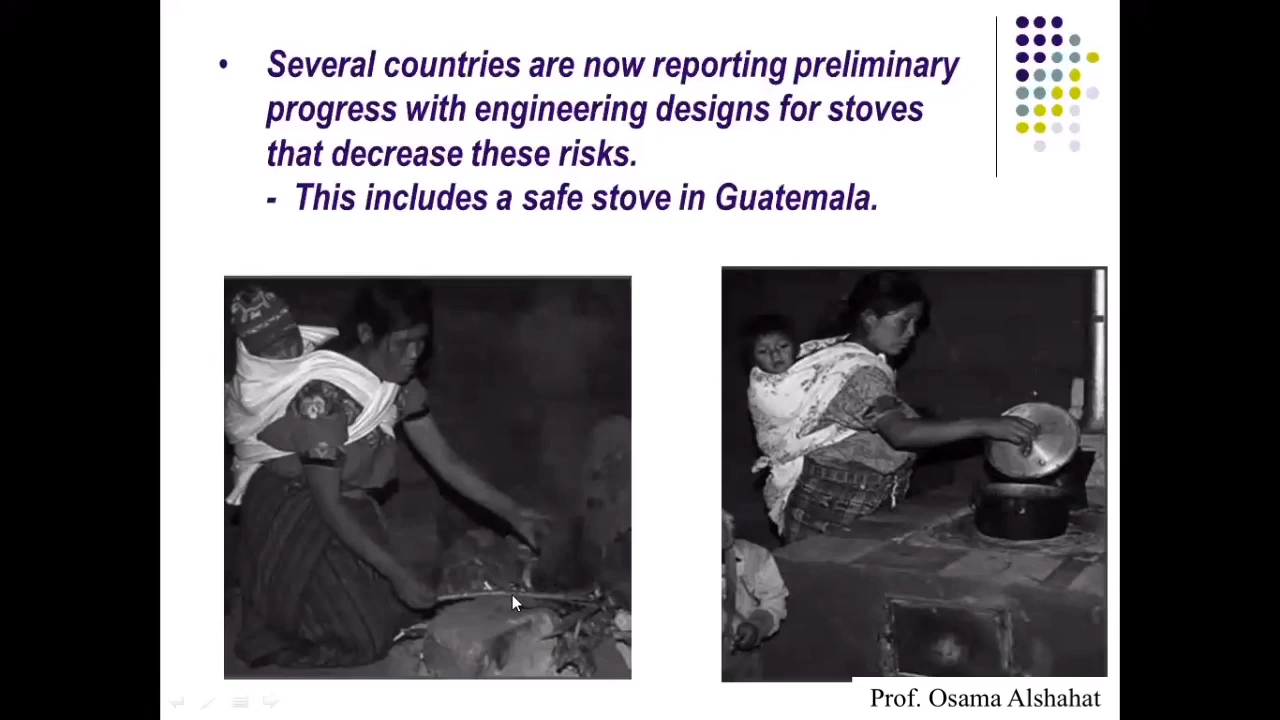 • Several countries are now reporting preliminary
progress with engineering designs for stoves
that decrease these risks.
- This includes a safe stove in Guatemala.
Prof. Osama Alshahat